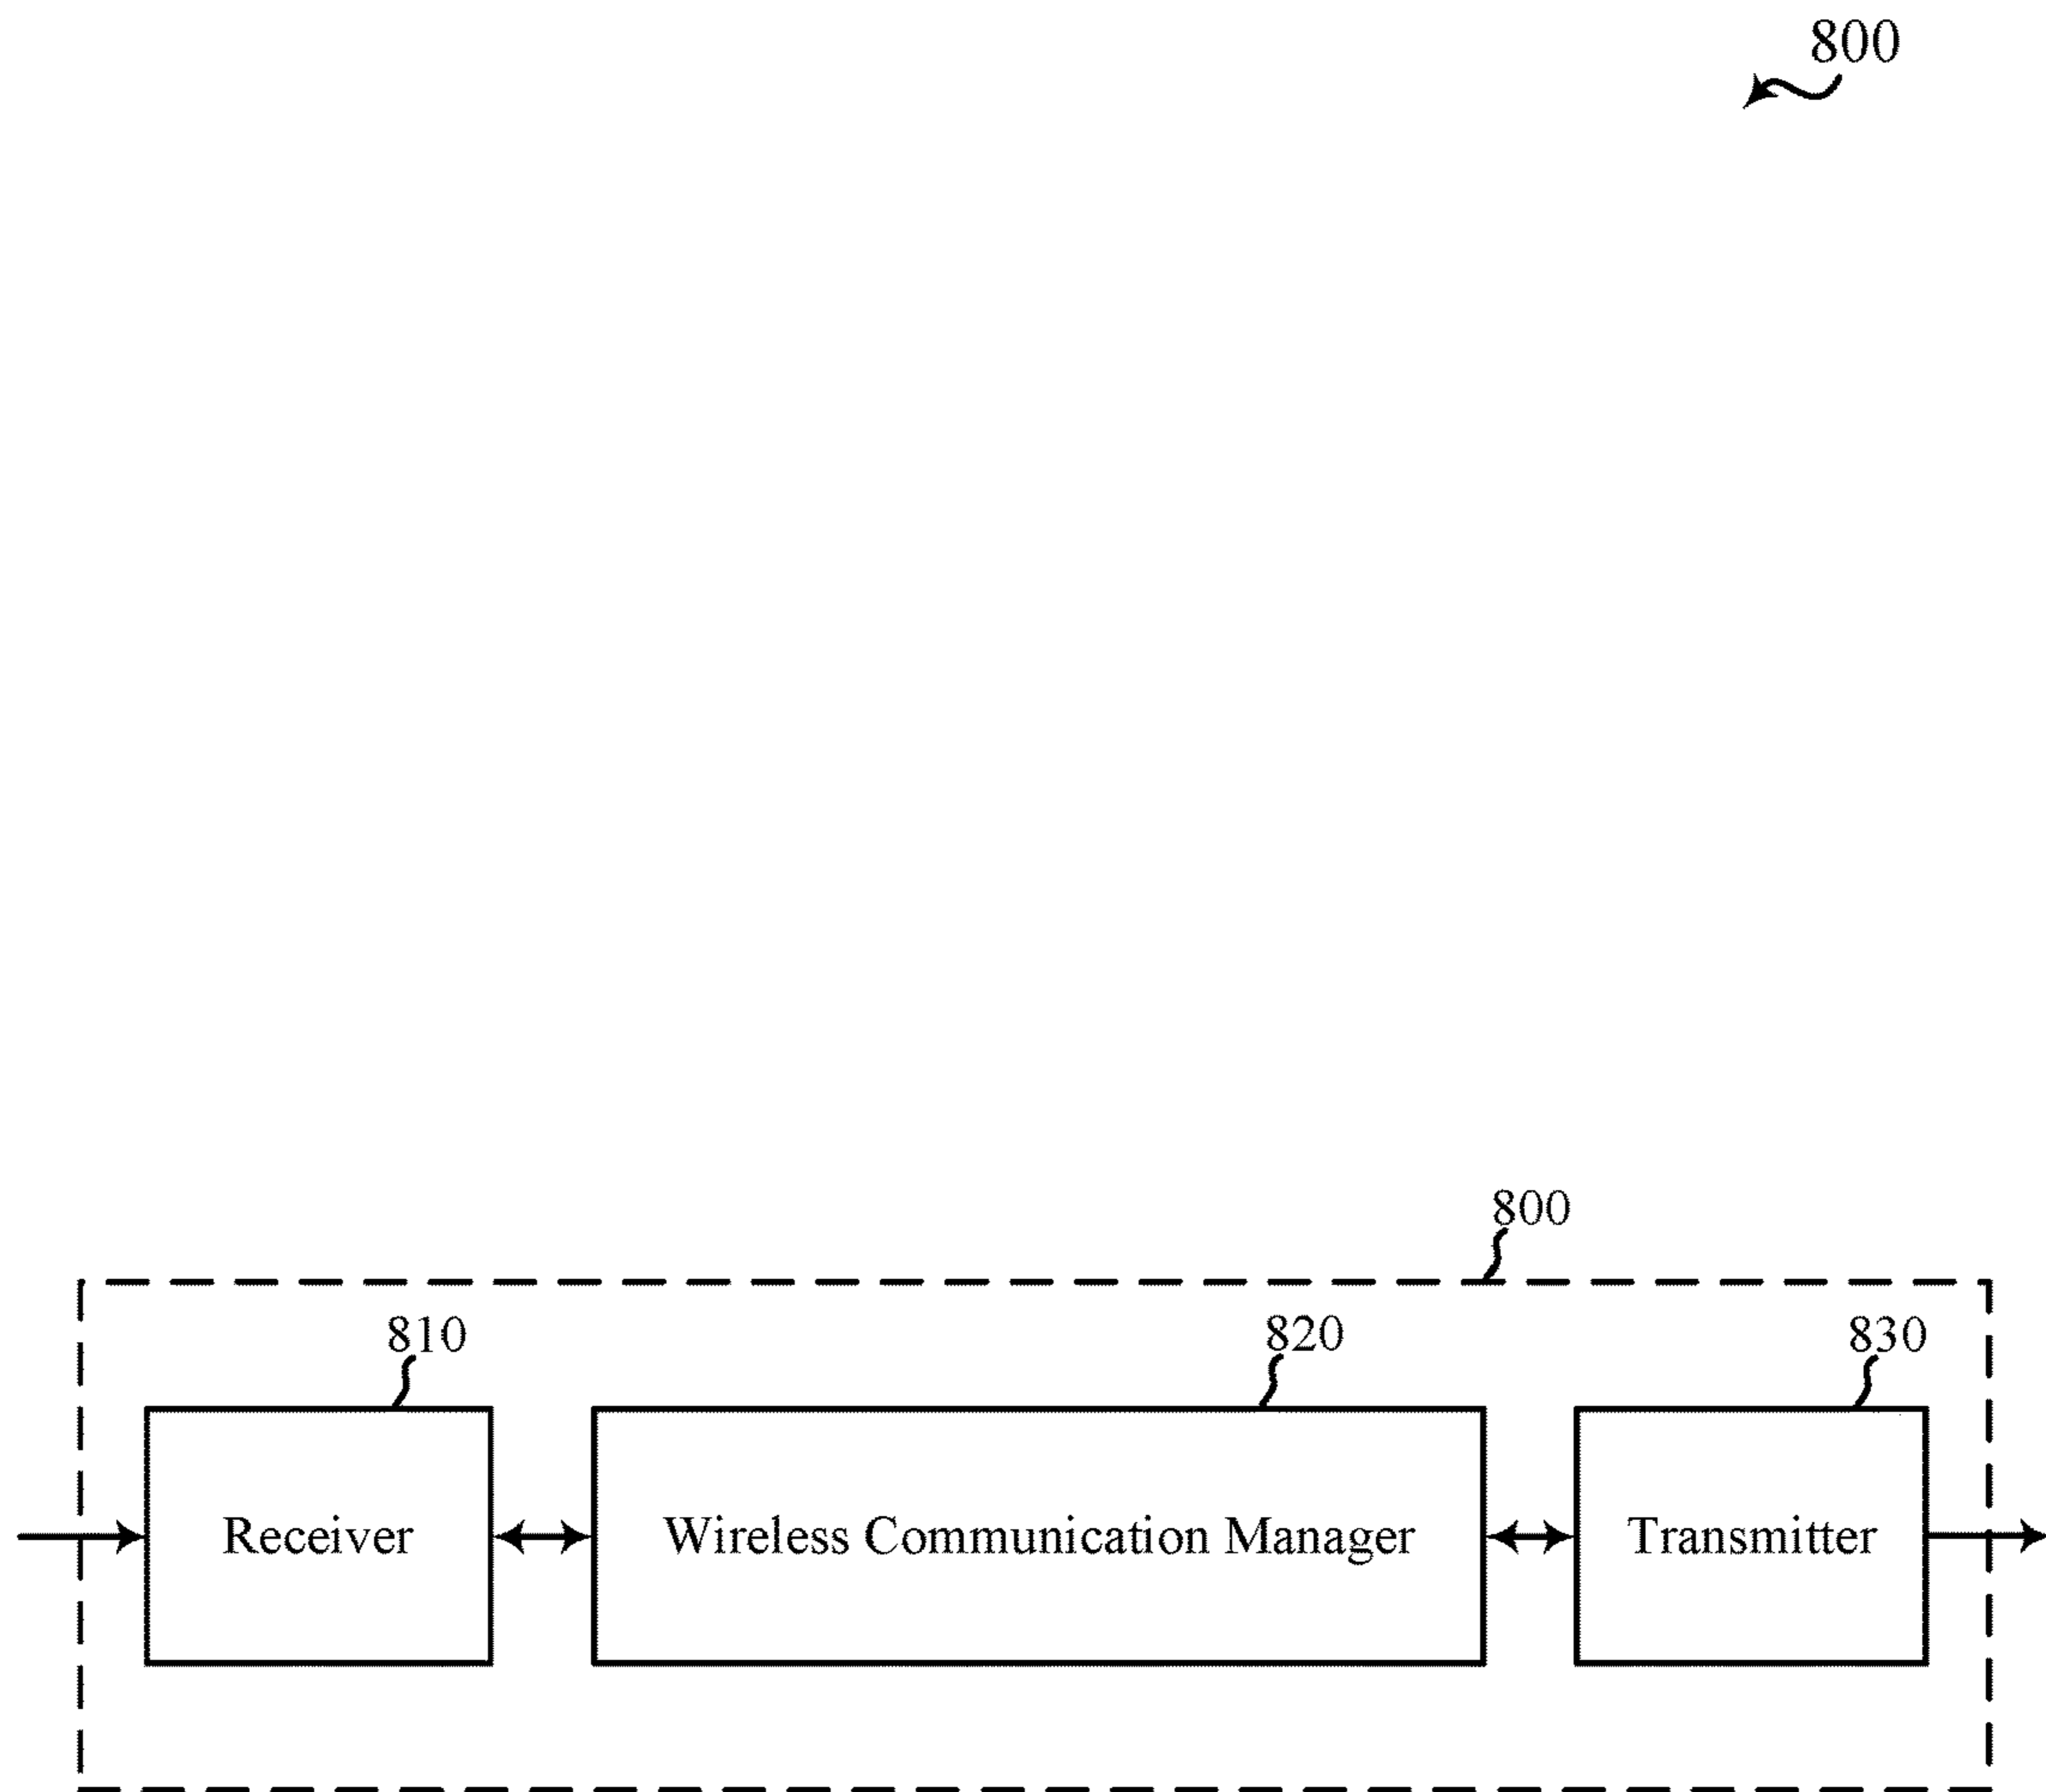 800
800
810
820
830
Receiver
Wireless Communication Manager
Transmitter